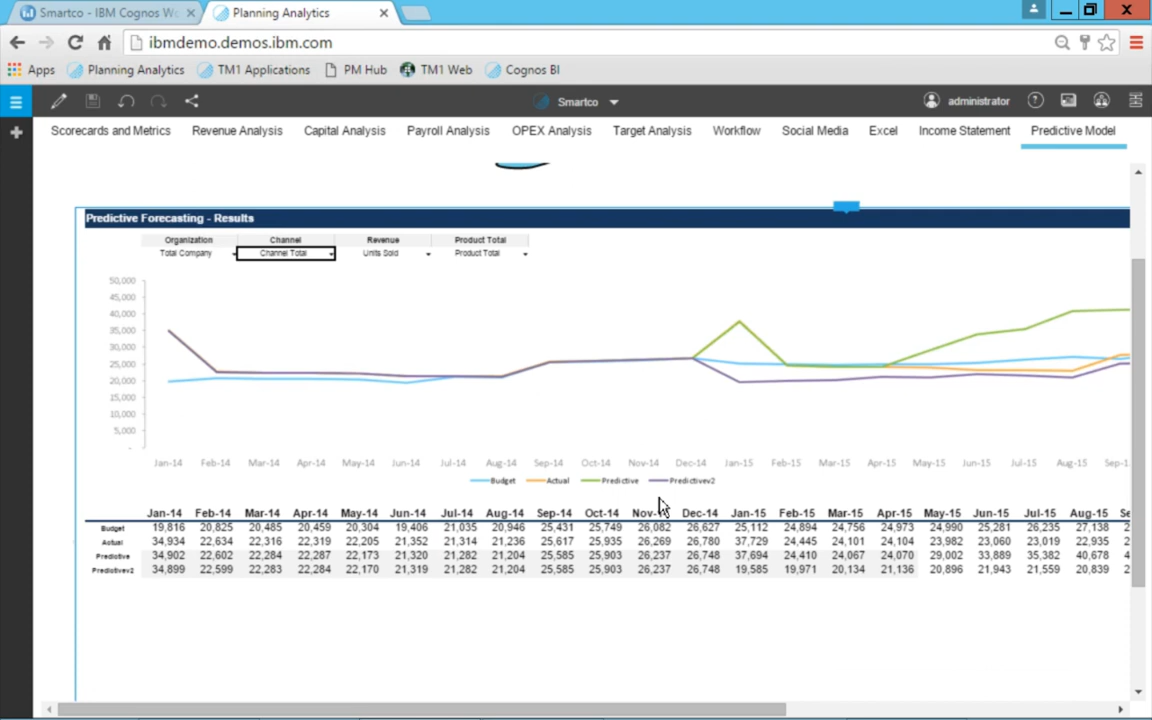 Smartco - IBM Cognos Wo
Planning Analytics
ibmdemo.demos.ibm.com
Apps Planning Analytics TM1 Applications PM Hub TM1 Web Cognos BI
Smartco administrator
Scorecards and Metrics Revenue Analysis Capital Analysis Payroll Analysis OPEX Analysis Target Analysis Workflow Social Media Excel Income Statement Predictive Model
Predictive Forecasting - Results
Organization Channel Revenue Product Total
Total Company Channel Total Units Sold Product Total
50,000
45,000
40,000
35,000
30,000
25,000
20,000
15,000
10,000
5,000
-
Jan-14 Feb-14 Mar-14 Apr-14 May-14 Jun-14 Jul-14 Aug-14 Sep-14 Oct-14 Nov-14 Dec-14 Jan-15 Feb-15 Mar-15 Apr-15 May-15 Jun-15 Jul-15 Aug-15 Sep-1
Budget Actual Predictive Predictivev2
Jan-14 Feb-14 Mar-14 Apr-14 May-14 Jun-14 Jul-14 Aug-14 Sep-14 Oct-14 Nov- Dec-14 Jan-15 Feb-15 Mar-15 Apr-15 May-15 Jun-15 Jul-15 Aug-15 Se
Budget 19,816 20,825 20,485 20,459 20,304 19,406 21,035 20,946 25,431 25,749 26,082 26,627 25,112 24,894 24,756 24,973 24,990 25,281 26,235 27,138 2
Actual 34,934 22,634 22,316 22,319 22,205 21,352 21,314 21,236 25,617 25,935 26,269 26,780 37,729 24,445 24,101 24,104 23,982 23,060 23,019 22,935 2
Predictive 34,902 22,602 22,284 22,287 22,173 21,320 21,282 21,204 25,585 25,903 26,237 26,748 37,694 24,410 24,067 24,070 29,002 33,889 35,382 40,678 4
Predictivev2 34,899 22,599 22,283 22,284 22,170 21,319 21,282 21,204 25,585 25,903 26,237 26,748 19,585 19,971 20,134 21,136 20,896 21,943 21,559 20,839 2